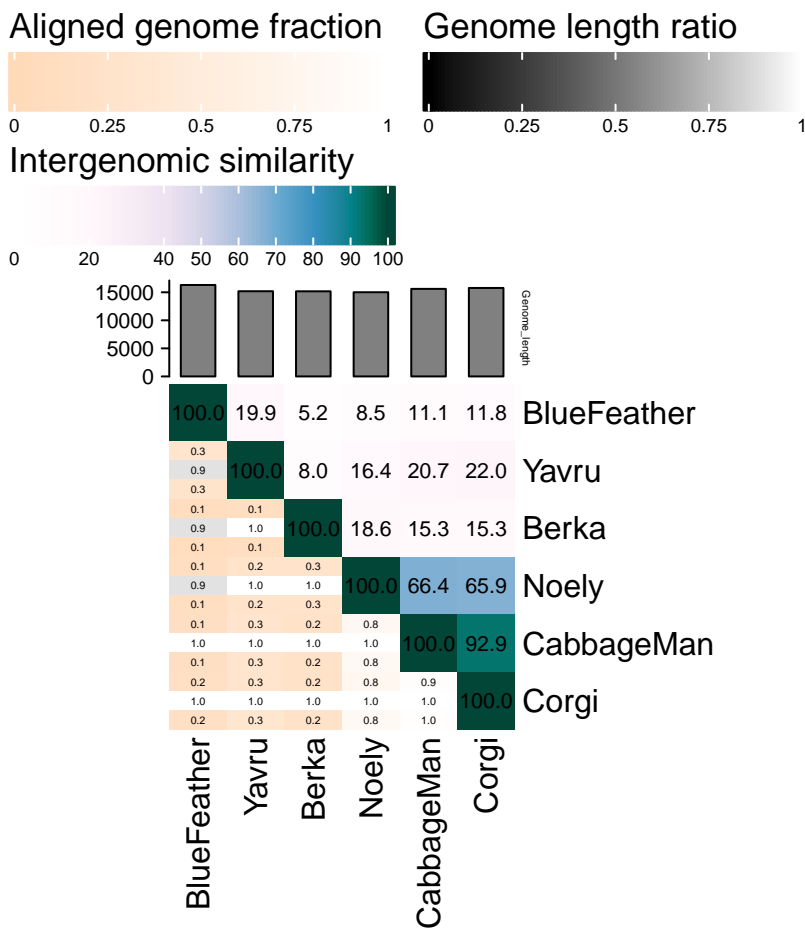 Aligned genome fraction Genome length ratio
0 0.25 0.5 0.75 1 0 0.25 0.5 0.75 1
Intergenomic similarity
0 20 40 50 60 70 80 90 100
15000
10000
5000
0
Genome_length
100.0 19.9 5.2 8.5 11.1 11.8 BlueFeather
0.3
0.9 100.0 8.0 16.4 20.7 22.0 Yavru
0.3
0.1 0.1
0.9 1.0 100.0 18.6 15.3 15.3 Berka
0.1 0.1
0.1 0.2 0.3
0.9 1.0 1.0 100.0 66.4 65.9 Noely
0.1 0.2 0.3
0.1 0.3 0.2 0.8
1.0 1.0 1.0 1.0 100.0 92.9 CabbageMan
0.1 0.3 0.2 0.8
0.2 0.3 0.2 0.8 0.9
1.0 1.0 1.0 1.0 1.0 100.0 Corgi
0.2 0.3 0.2 0.8 1.0
BlueFeather
Yavru
Berka
Noely
CabbageMan
Corgi